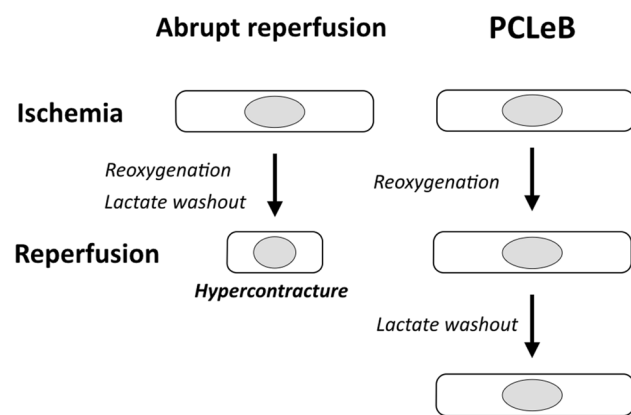 Abrupt reperfusion
PCLeB
Ischemia
Reoxygenation
Lactate washout
Reoxygenation
Reperfusion
Hypercontracture
Lactate washout